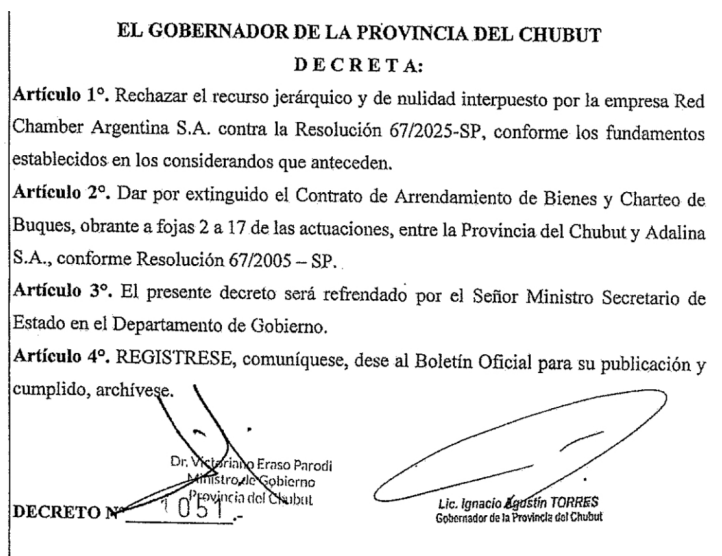 EL GOBERNADOR DE LA PROVINCIA DEL CHUBUT
D E C R E T A:
Artículo 1º. Rechazar el recurso jerárquico y de nulidad interpuesto por la empresa Red
Chamber Argentina S.A. contra la Resolución 67/2025-SP, conforme los fundamentos
establecidos en los considerandos que anteceden.
Artículo 2º. Dar por extinguido el Contrato de Arrendamiento de Bienes y Charteo de
Buques, obrante a fojas 2 a 17 de las actuaciones, entre la Provincia del Chubut y Adalina
S.A., conforme Resolución 67/2005 – SP.
Artículo 3º. El presente decreto será refrendado por el Señor Ministro Secretario de
Estado en el Departamento de Gobierno.
Artículo 4º. REGISTRESE, comuníquese, dese al Boletín Oficial para su publicación y
cumplido, archívese.
Dr. Victoriano Eraso Parodi
Ministro de Gobierno
Provincia del Chubut
DECRETO Nº 1051.-
Lic. Ignacio Agustín TORRES
Gobernador de la Provincia del Chubut